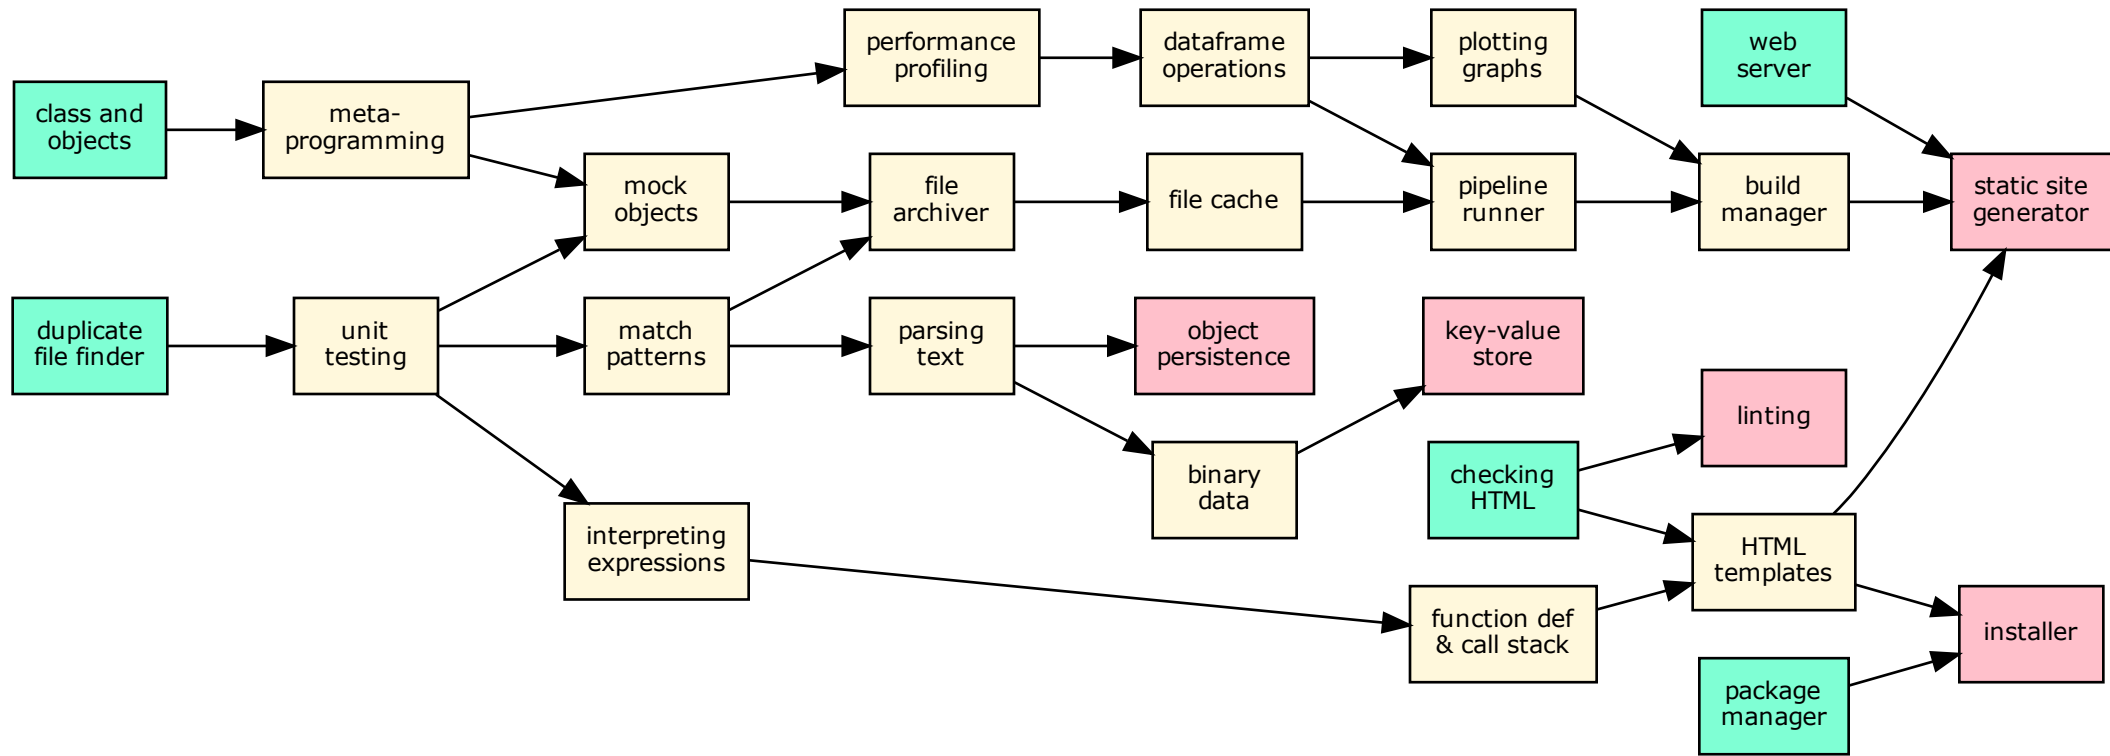 performance
profiling
dataframe
operations
plotting
graphs
web
server
class and
objects
meta-
programming
mock
objects
file
archiver
file cache
pipeline
runner
build
manager
static site
generator
duplicate
file finder
unit
testing
match
patterns
parsing
text
object
persistence
key-value
store
linting
checking
HTML
binary
data
interpreting
expressions
HTML
templates
function def
& call stack
installer
package
manager